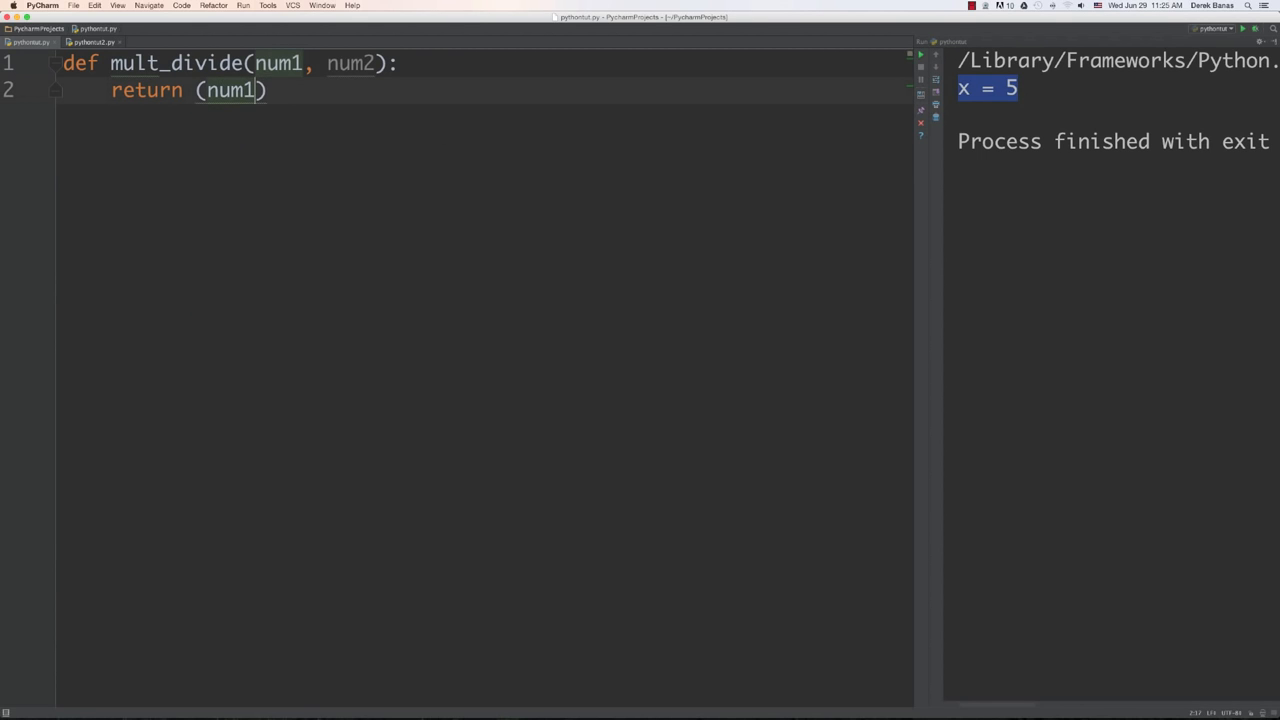 PyCharm File Edit View Navigate Code Refactor Run Tools VCS Window Help 10 Wed Jun 29 11:25 AM Derek Banas
pythontut.py - PycharmProjects - [~/PycharmProjects]
PycharmProjects pythontut.py pythontut
pythontut.py pythontut2.py Run pythontut
1 def mult_divide(num1, num2):
2 return (num1)
/Library/Frameworks/Python.
x = 5
Process finished with exit
2:17 LF‡ UTF-8‡